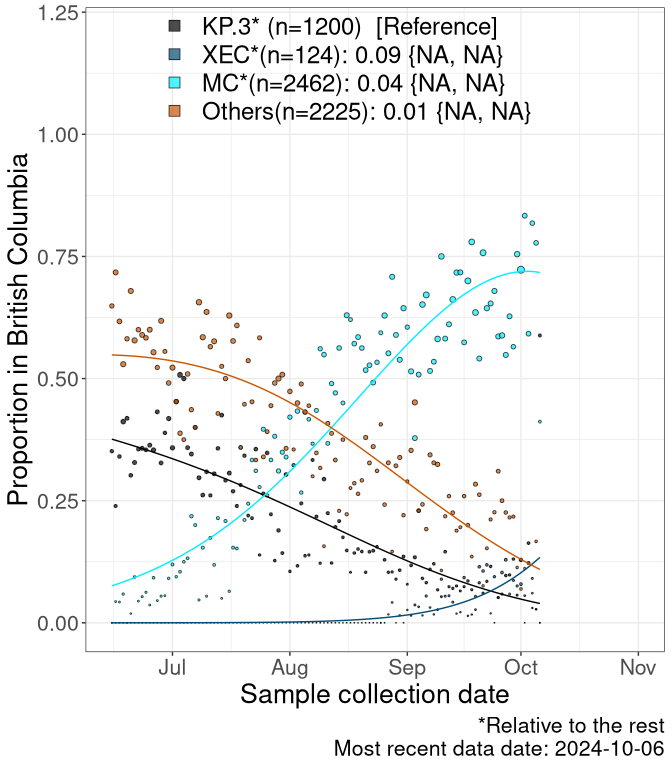 KP.3* (n=1200) [Reference]
XEC*(n=124): 0.09 {NA, NA}
MC*(n=2462): 0.04 {NA, NA}
Others(n=2225): 0.01 {NA, NA}
1.25
1.00
0.75
0.50
0.25
0.00
Proportion in British Columbia
Jul Aug Sep Oct Nov
Sample collection date
*Relative to the rest
Most recent data date: 2024-10-06